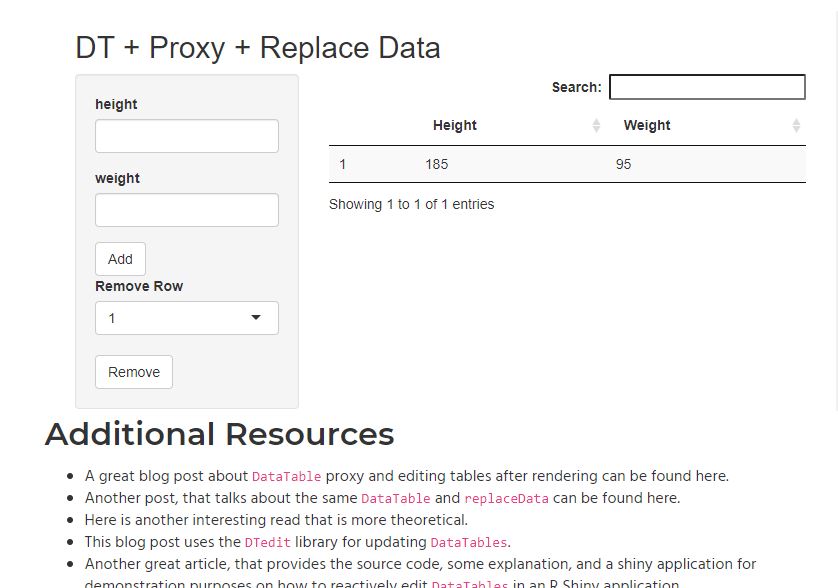 DT + Proxy + Replace Data
height
weight
Add
Remove Row
1
Remove
Search:
Height Weight
1 185 95
Showing 1 to 1 of 1 entries
Additional Resources
A great blog post about DataTable proxy and editing tables after rendering can be found here.
Another post, that talks about the same DataTable and replaceData can be found here.
Here is another interesting read that is more theoretical.
This blog post uses the DTedit library for updating DataTables.
Another great article, that provides the source code, some explanation, and a shiny application for
demonstration purposes on how to reactively edit DataTables in an R Shiny application.